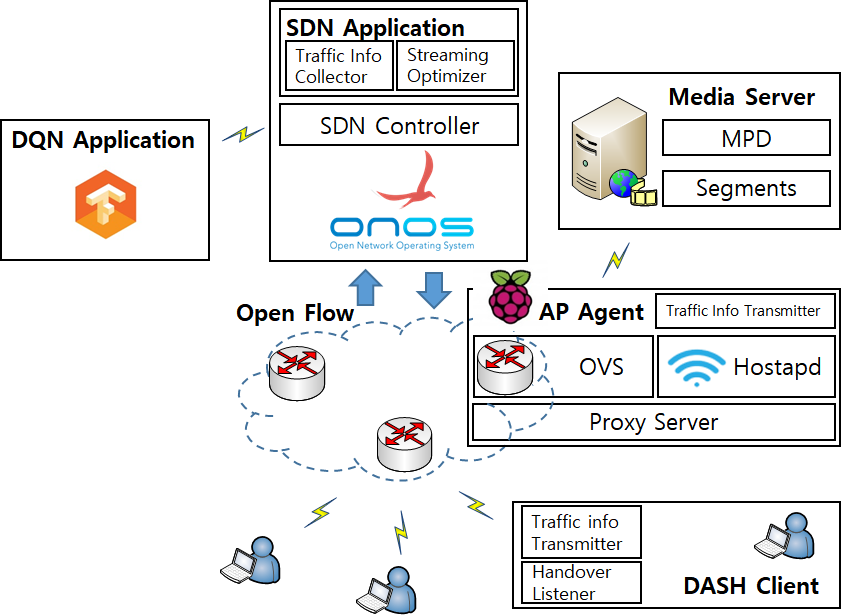 SDN Application
Traffic Info
Collector
Streaming
Optimizer
SDN Controller
onos
Open Network Operating System
DQN Application
Media Server
MPD
Segments
Open Flow
AP Agent
Traffic Info Transmitter
OVS
Hostapd
Proxy Server
Traffic info
Transmitter
Handover
Listener
DASH Client